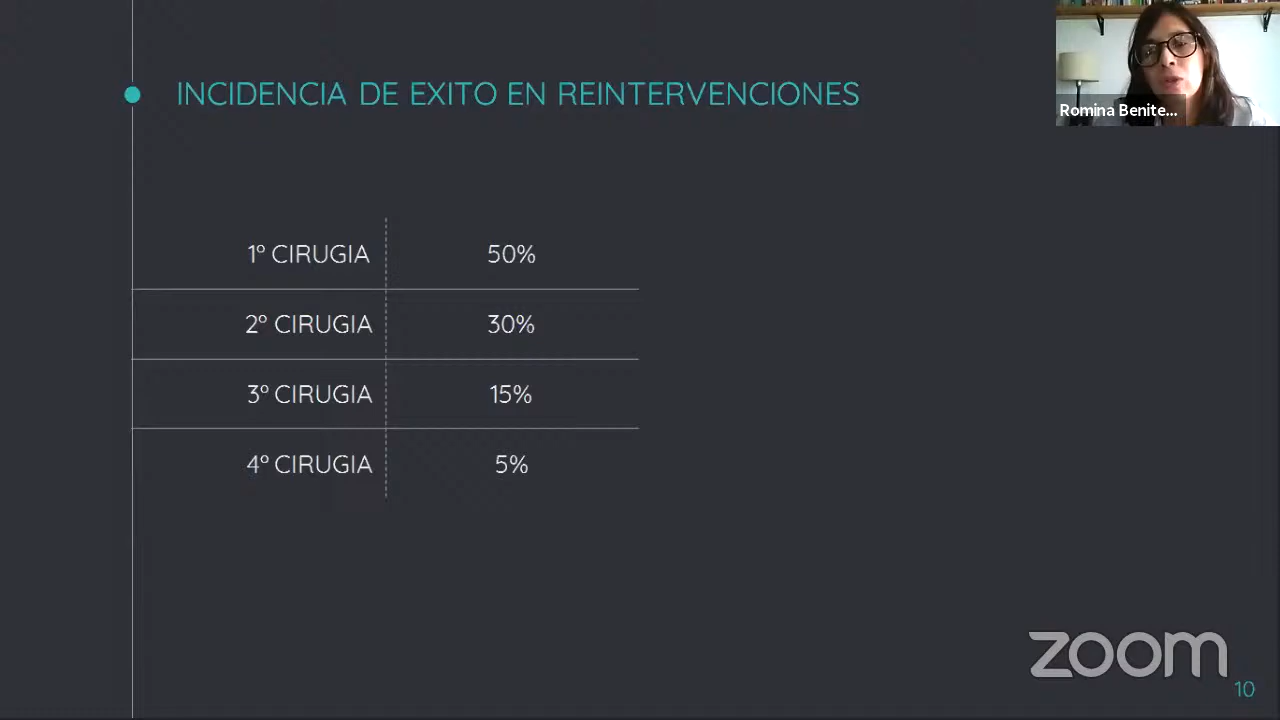 INCIDENCIA DE EXITO EN REINTERVENCIONES
Romina Benite...
1º CIRUGIA 50%
2º CIRUGIA 30%
3º CIRUGIA 15%
4º CIRUGIA 5%
zoom
10